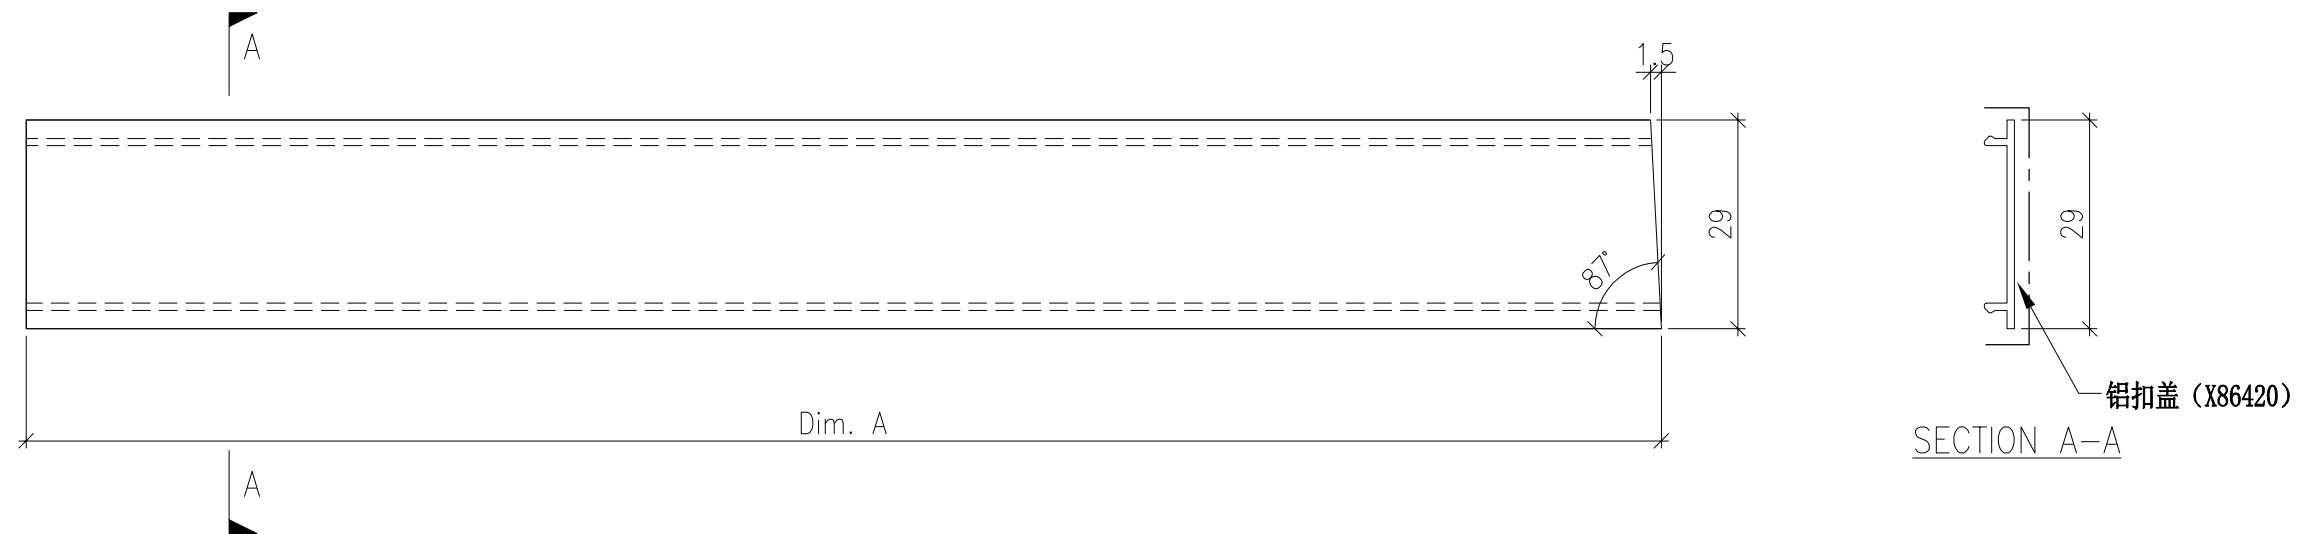 A
1.5
29
29
87°
Dim. A
铝扣盖（X86420）
SECTION A-A
A